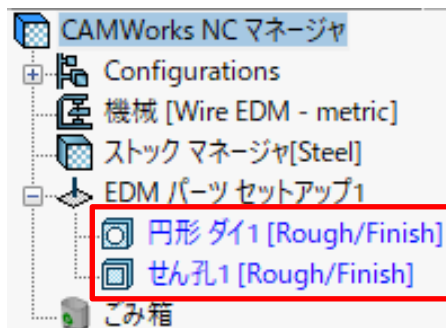 CAMWorks NC マネージャ
Configurations
機械 [Wire EDM - metric]
ストック マネージャ[Steel]
EDM パーツ セットアップ1
円形 ダイ1 [Rough/Finish]
せん孔1 [Rough/Finish]
ごみ箱